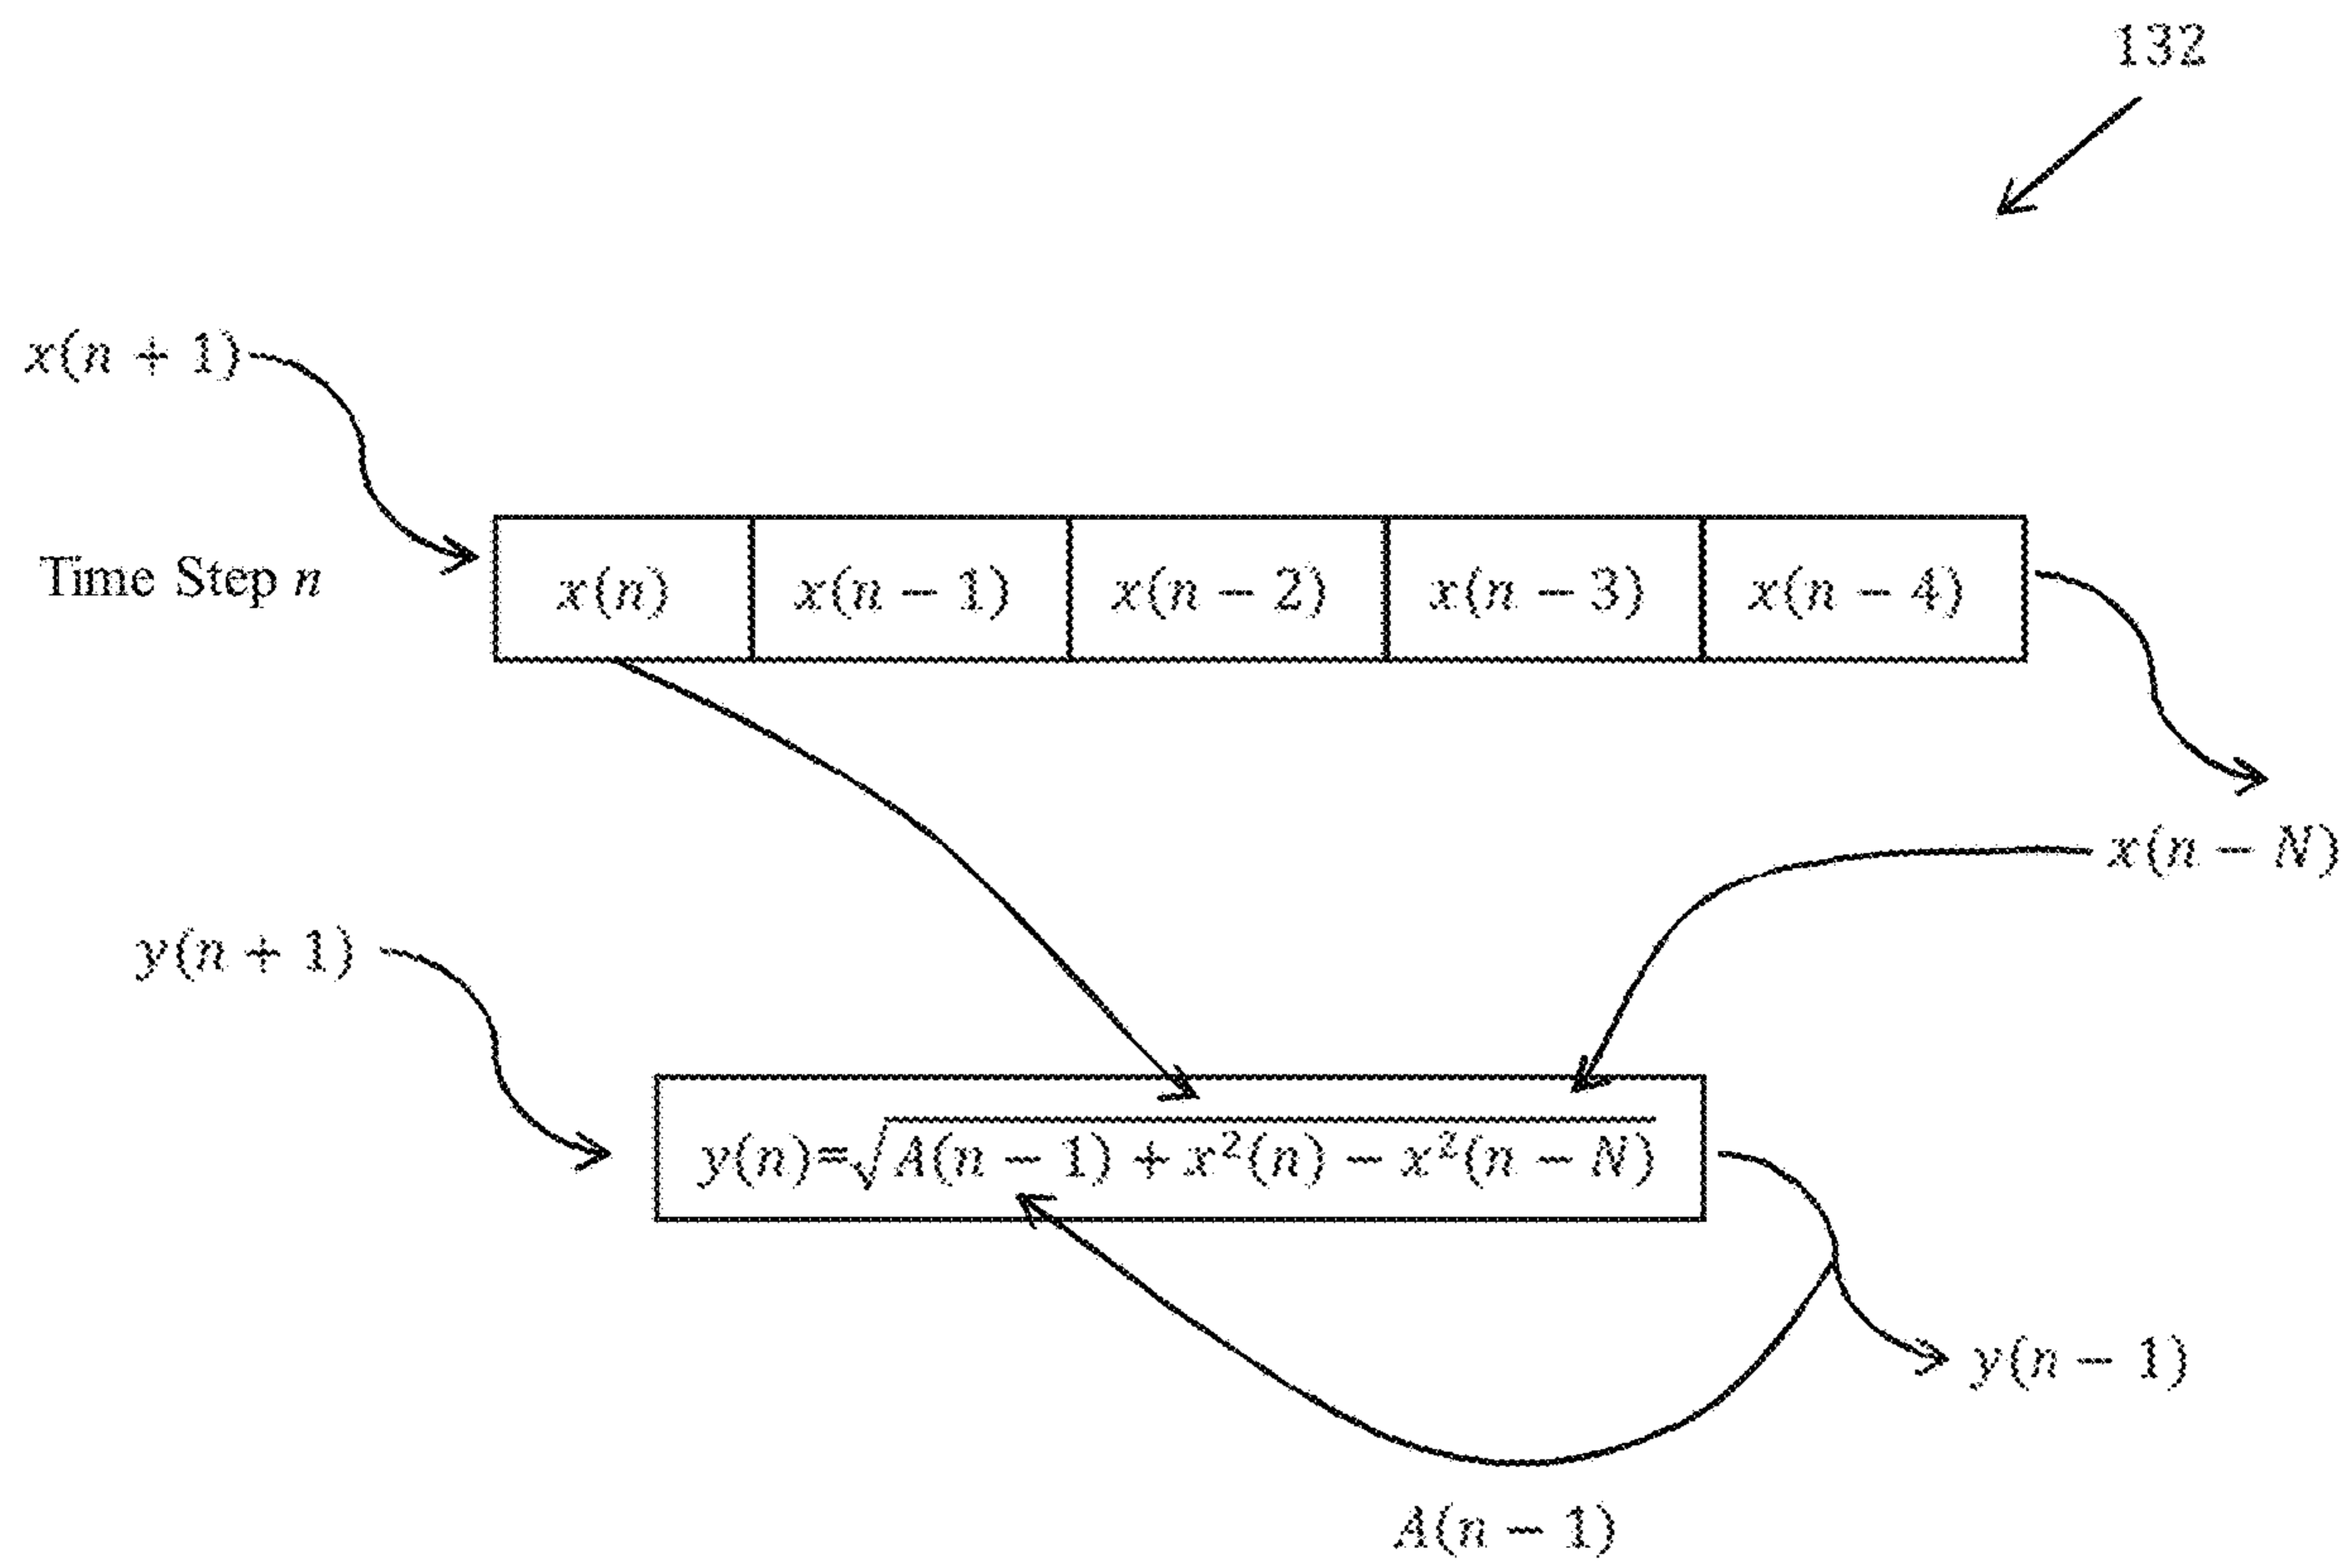 132
x(n + 1)
Time Step n
x(n) x(n − 1) x(n − 2) x(n − 3) x(n − 4)
x(n − N)
y(n + 1)
y(n)=√A(n − 1) + x²(n) − x²(n − N)
y(n − 1)
A(n − 1)